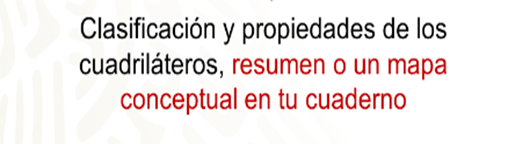 Clasificación y propiedades de los
cuadriláteros, resumen o un mapa
conceptual en tu cuaderno